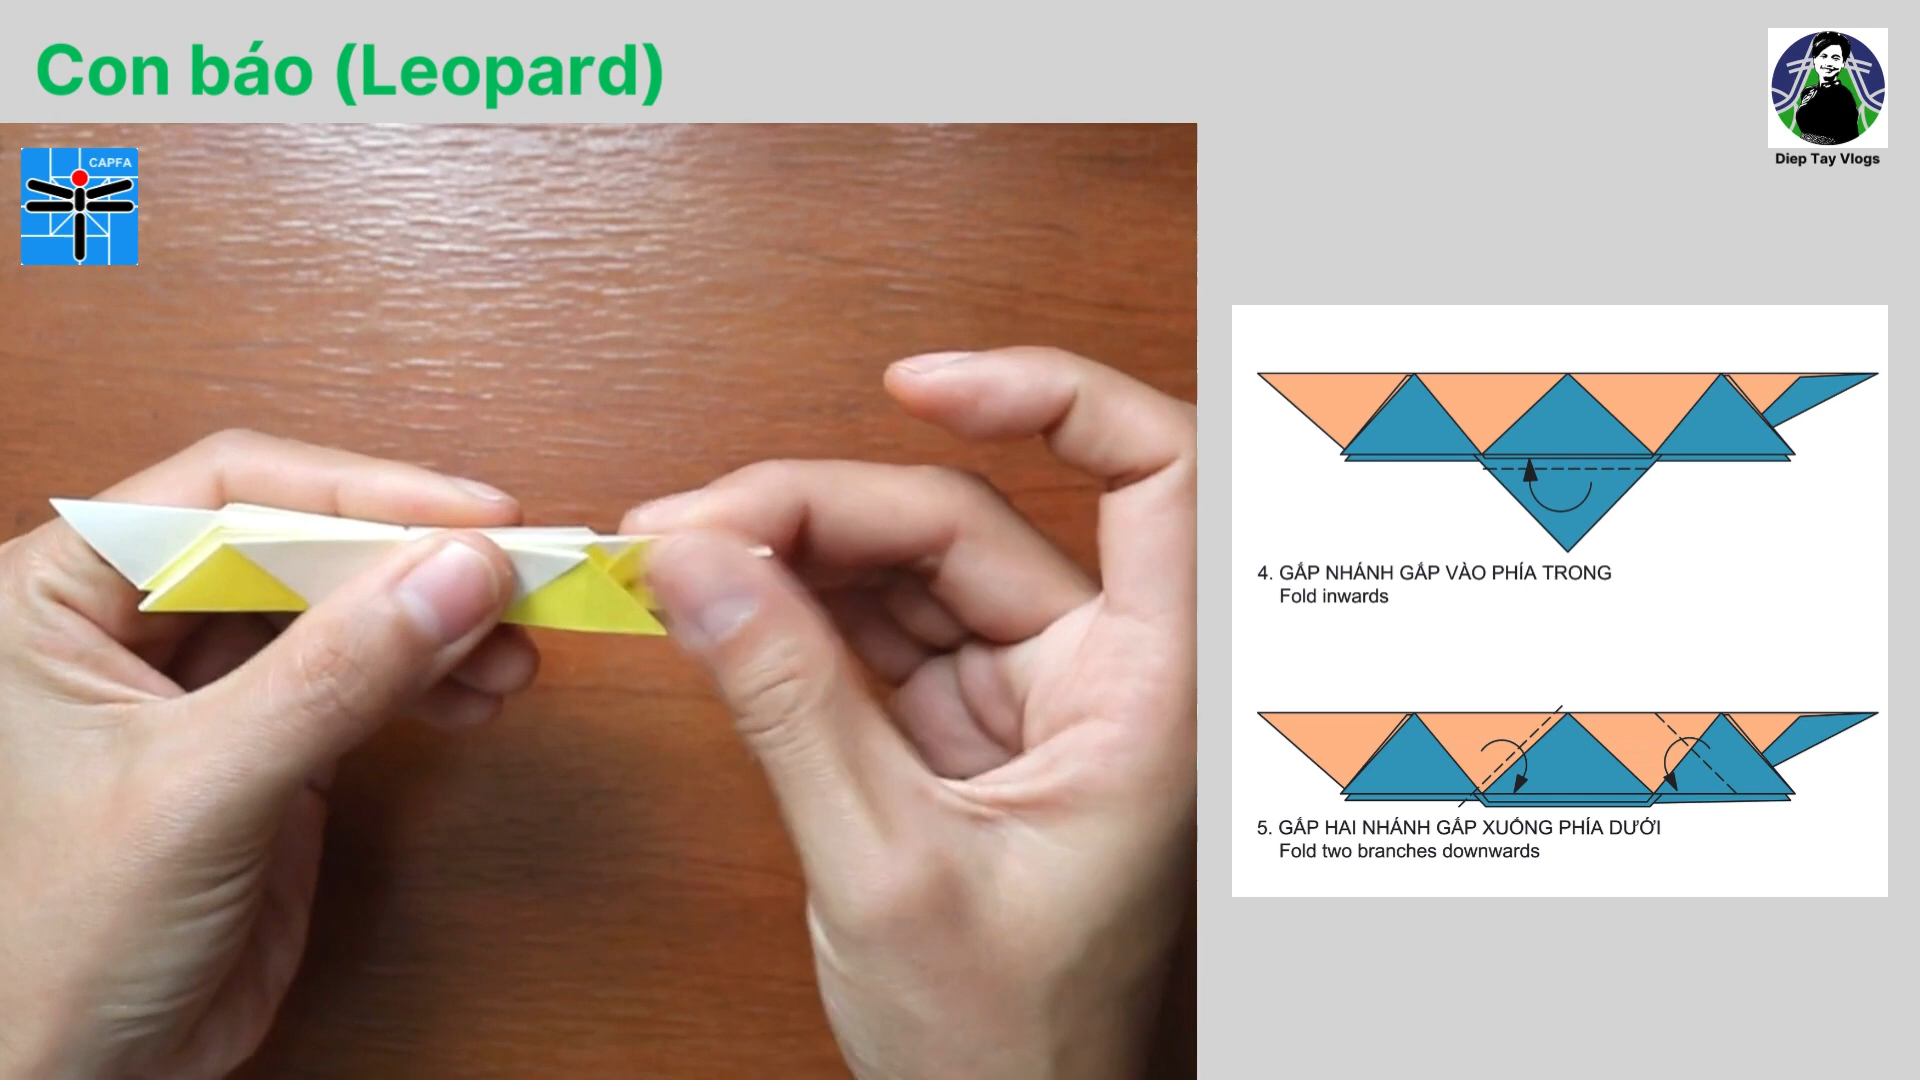 Con báo (Leopard)
CAPFA
Diep Tay Vlogs
4. GẤP NHÁNH GẤP VÀO PHÍA TRONG
Fold inwards
5. GẤP HAI NHÁNH GẤP XUỐNG PHÍA DƯỚI
Fold two branches downwards